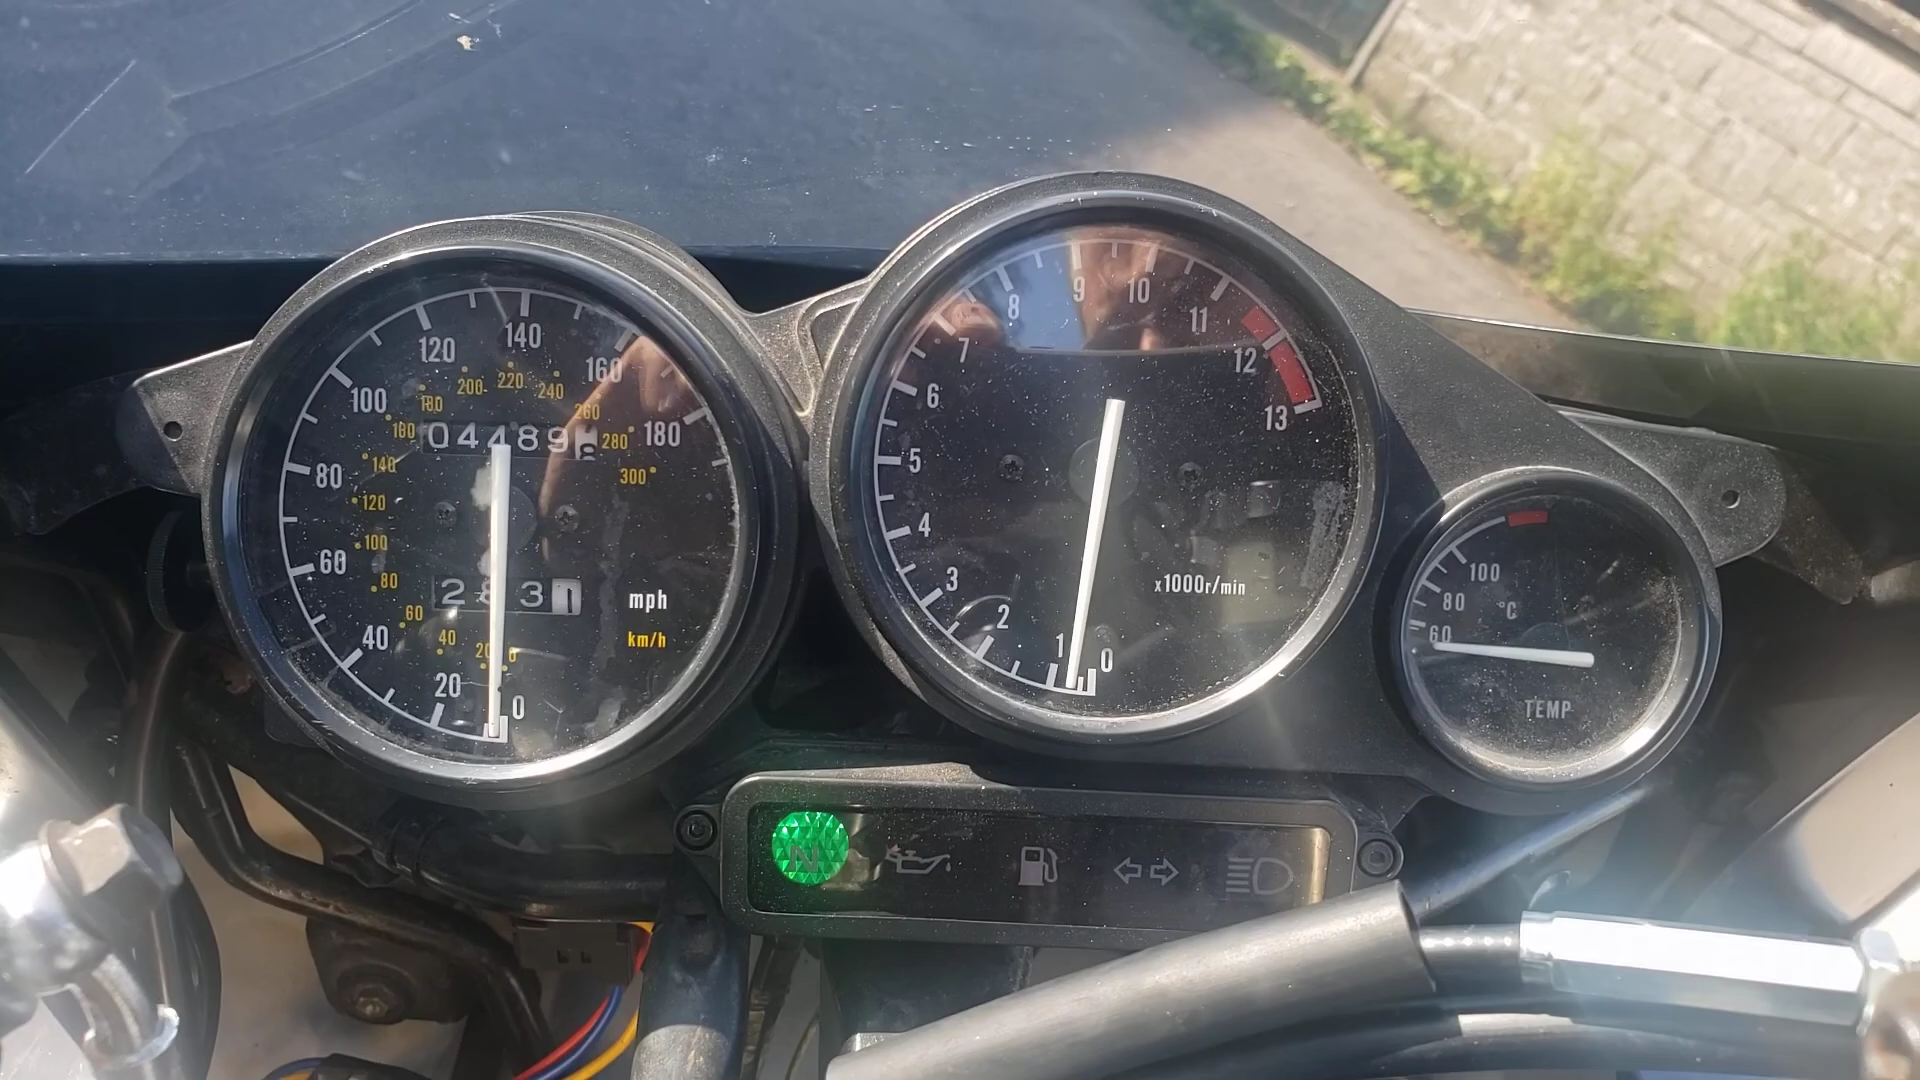 120 140 160
100 180
80
60
40
20 0
180 200 220 240 260
160 280
140 300
120
100
80
60
40
20 0
04489
283
mph
km/h
8 9 10 11
7 12
6 13
5
4
3
2
1 0
x1000r/min
100
80 °C
60
TEMP
N